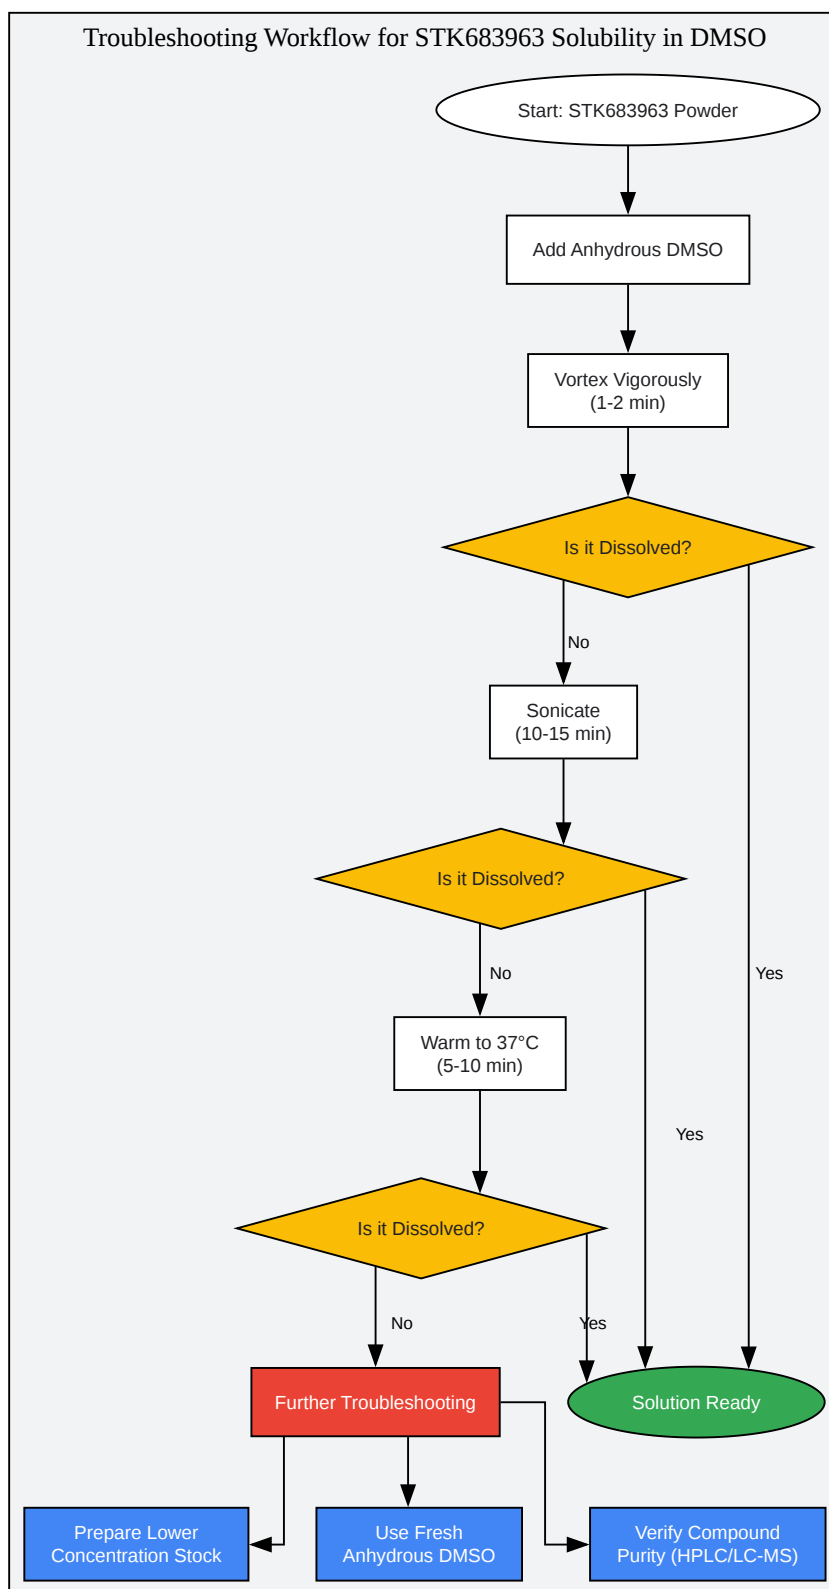 Troubleshooting Workflow for STK683963 Solubility in DMSO
Start: STK683963 Powder
Add Anhydrous DMSO
Vortex Vigorously
(1-2 min)
Is it Dissolved?
No
Sonicate
(10-15 min)
Is it Dissolved?
No
Yes
Warm to 37°C
(5-10 min)
Yes
Is it Dissolved?
No
Yes
Further Troubleshooting
Solution Ready
Prepare Lower
Concentration Stock
Use Fresh
Anhydrous DMSO
Verify Compound
Purity (HPLC/LC-MS)